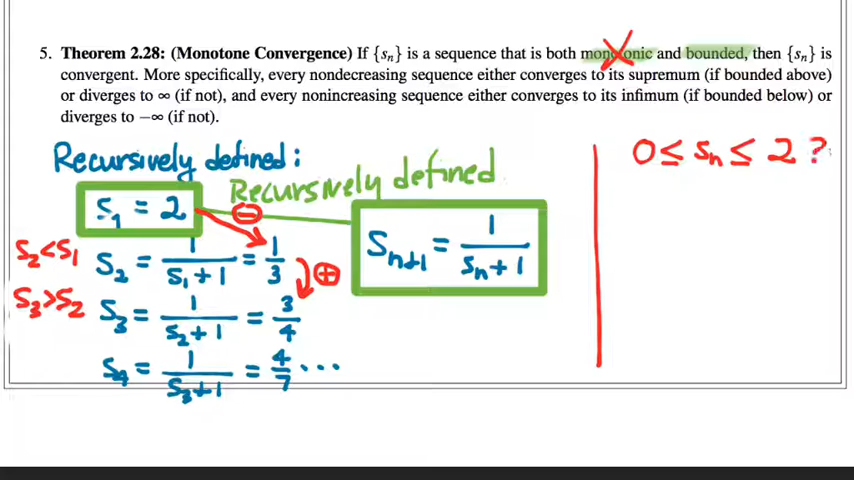 5. Theorem 2.28: (Monotone Convergence) If {sₙ} is a sequence that is both monotonic and bounded, then {sₙ} is
convergent. More specifically, every nondecreasing sequence either converges to its supremum (if bounded above)
or diverges to ∞ (if not), and every nonincreasing sequence either converges to its infimum (if bounded below) or
diverges to −∞ (if not).
Recursively defined:
Recursively defined
s₁ = 2
⊖
sₙ₊₁ = 1/(sₙ + 1)
s₂ < s₁
s₂ = 1/(s₁ + 1) = 1/3
⊕
s₃ > s₂
s₃ = 1/(s₂ + 1) = 3/4
s₄ = 1/(s₃ + 1) = 4/7 ...
0 ≤ sₙ ≤ 2 ?